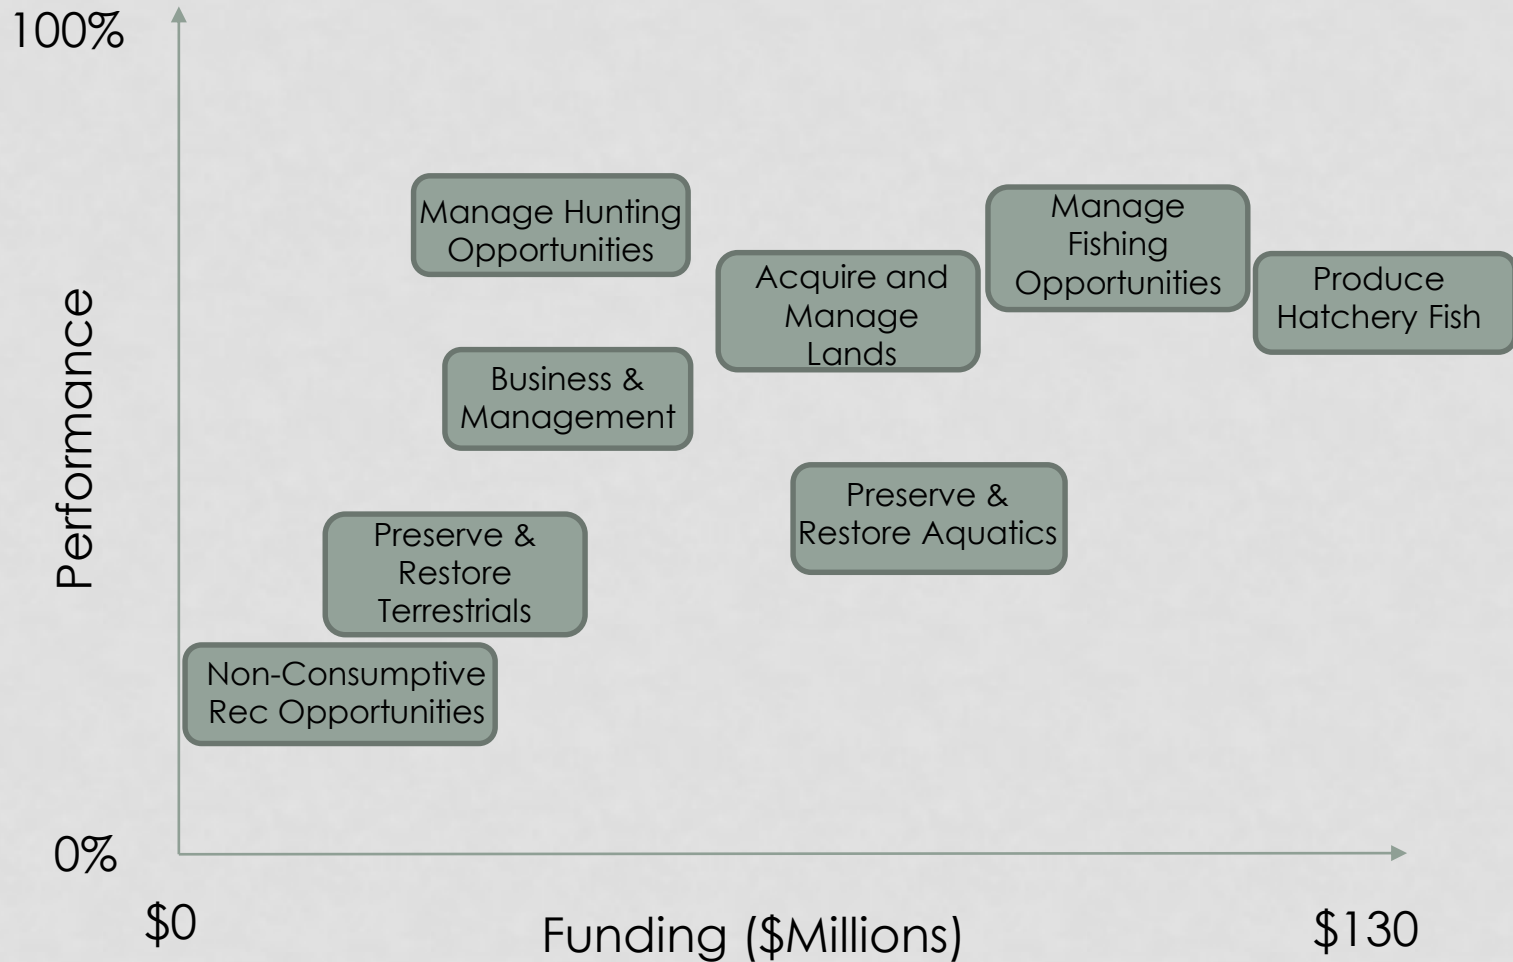 100%
Manage Hunting
Opportunities
Manage
Fishing
Opportunities
Acquire and
Manage
Lands
Produce
Hatchery Fish
Performance
Business &
Management
Preserve &
Restore Aquatics
Preserve &
Restore
Terrestrials
Non-Consumptive
Rec Opportunities
0%
$0
Funding ($Millions)
$130